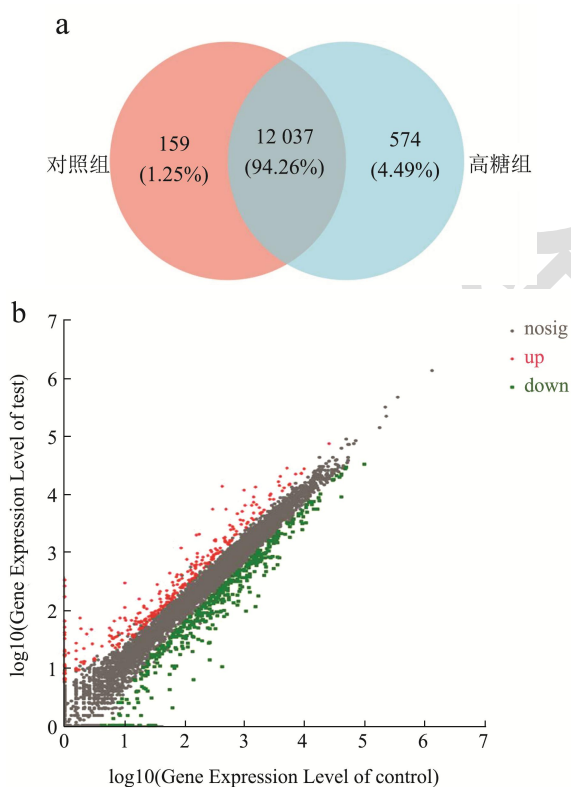 a
159
(1.25%)
12 037
(94.26%)
574
(4.49%)
对照组
高糖组
b
nosig
up
down
log10(Gene Expression Level of test)
7
6
5
4
3
2
1
0
0 1 2 3 4 5 6 7
log10(Gene Expression Level of control)